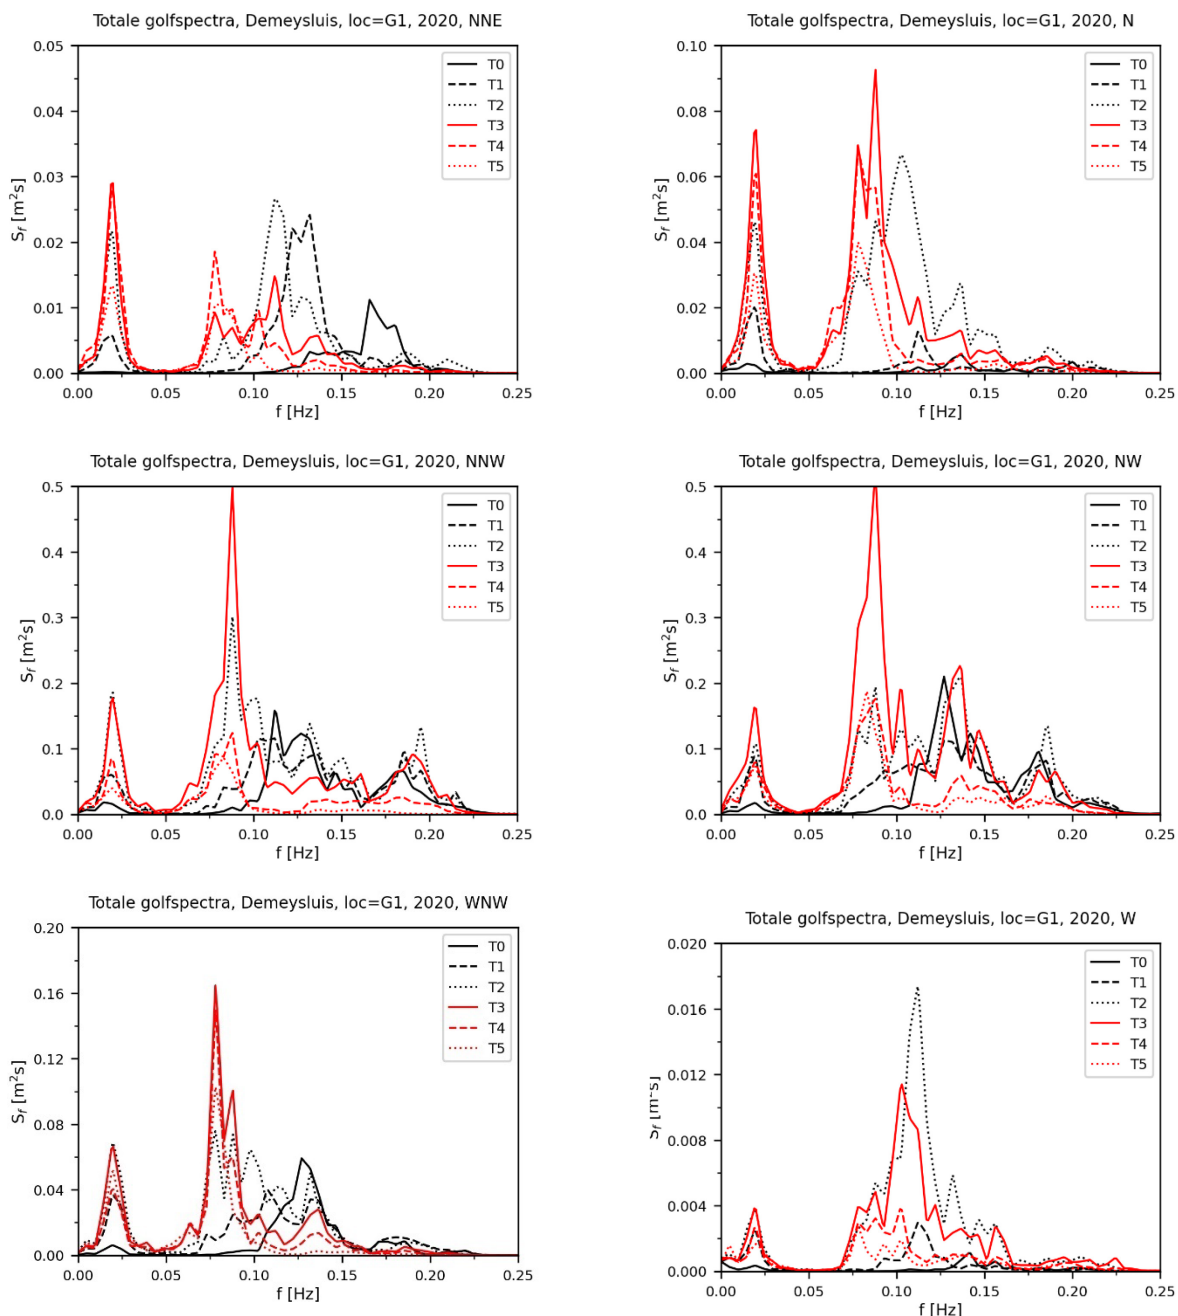 Totale golfspectra, Demeysluis, loc=G1, 2020, NNE
0.05
0.04
0.03
0.02
0.01
0.00
S_f [m²s]
0.00 0.05 0.10 0.15 0.20 0.25
f [Hz]
T0
T1
T2
T3
T4
T5
Totale golfspectra, Demeysluis, loc=G1, 2020, N
0.10
0.08
0.06
0.04
0.02
0.00
S_f [m²s]
0.00 0.05 0.10 0.15 0.20 0.25
f [Hz]
T0
T1
T2
T3
T4
T5
Totale golfspectra, Demeysluis, loc=G1, 2020, NNW
0.5
0.4
0.3
0.2
0.1
0.0
S_f [m²s]
0.00 0.05 0.10 0.15 0.20 0.25
f [Hz]
T0
T1
T2
T3
T4
T5
Totale golfspectra, Demeysluis, loc=G1, 2020, NW
0.5
0.4
0.3
0.2
0.1
0.0
S_f [m²s]
0.00 0.05 0.10 0.15 0.20 0.25
f [Hz]
T0
T1
T2
T3
T4
T5
Totale golfspectra, Demeysluis, loc=G1, 2020, WNW
0.20
0.16
0.12
0.08
0.04
0.00
S_f [m²s]
0.00 0.05 0.10 0.15 0.20 0.25
f [Hz]
T0
T1
T2
T3
T4
T5
Totale golfspectra, Demeysluis, loc=G1, 2020, W
0.020
0.016
0.012
0.008
0.004
0.000
S_f [m²s]
0.00 0.05 0.10 0.15 0.20 0.25
f [Hz]
T0
T1
T2
T3
T4
T5